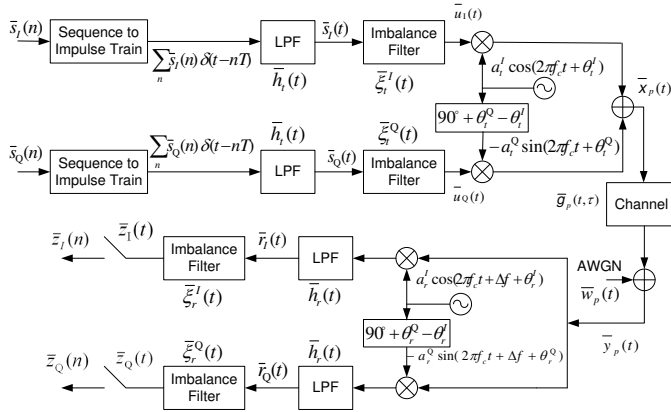 s̄_I(n)
Sequence to
Impulse Train
∑_n s̄_I(n) δ(t−nT)
LPF
h̄_t(t)
s̄_I(t)
Imbalance
Filter
ξ̄_t^I(t)
ū_I(t)
a_t^I cos(2πf_c t+θ_t^I)
90°+θ_t^Q−θ_t^I
−a_t^Q sin(2πf_c t+θ_t^Q)
x̄_p(t)
s̄_Q(n)
Sequence to
Impulse Train
∑_n s̄_Q(n) δ(t−nT)
h̄_t(t)
LPF
s̄_Q(t)
ξ̄_t^Q(t)
Imbalance
Filter
ū_Q(t)
ḡ_p(t,τ)
Channel
AWGN
w̄_p(t)
ȳ_p(t)
z̄_I(n)
z̄_I(t)
Imbalance
Filter
ξ̄_r^I(t)
r̄_I(t)
LPF
h̄_r(t)
a_r^I cos(2πf_c t+Δf+θ_r^I)
90°+θ_r^Q−θ_r^I
−a_r^Q sin(2πf_c t+Δf+θ_r^Q)
z̄_Q(n)
z̄_Q(t)
ξ̄_r^Q(t)
Imbalance
Filter
r̄_Q(t)
h̄_r(t)
LPF